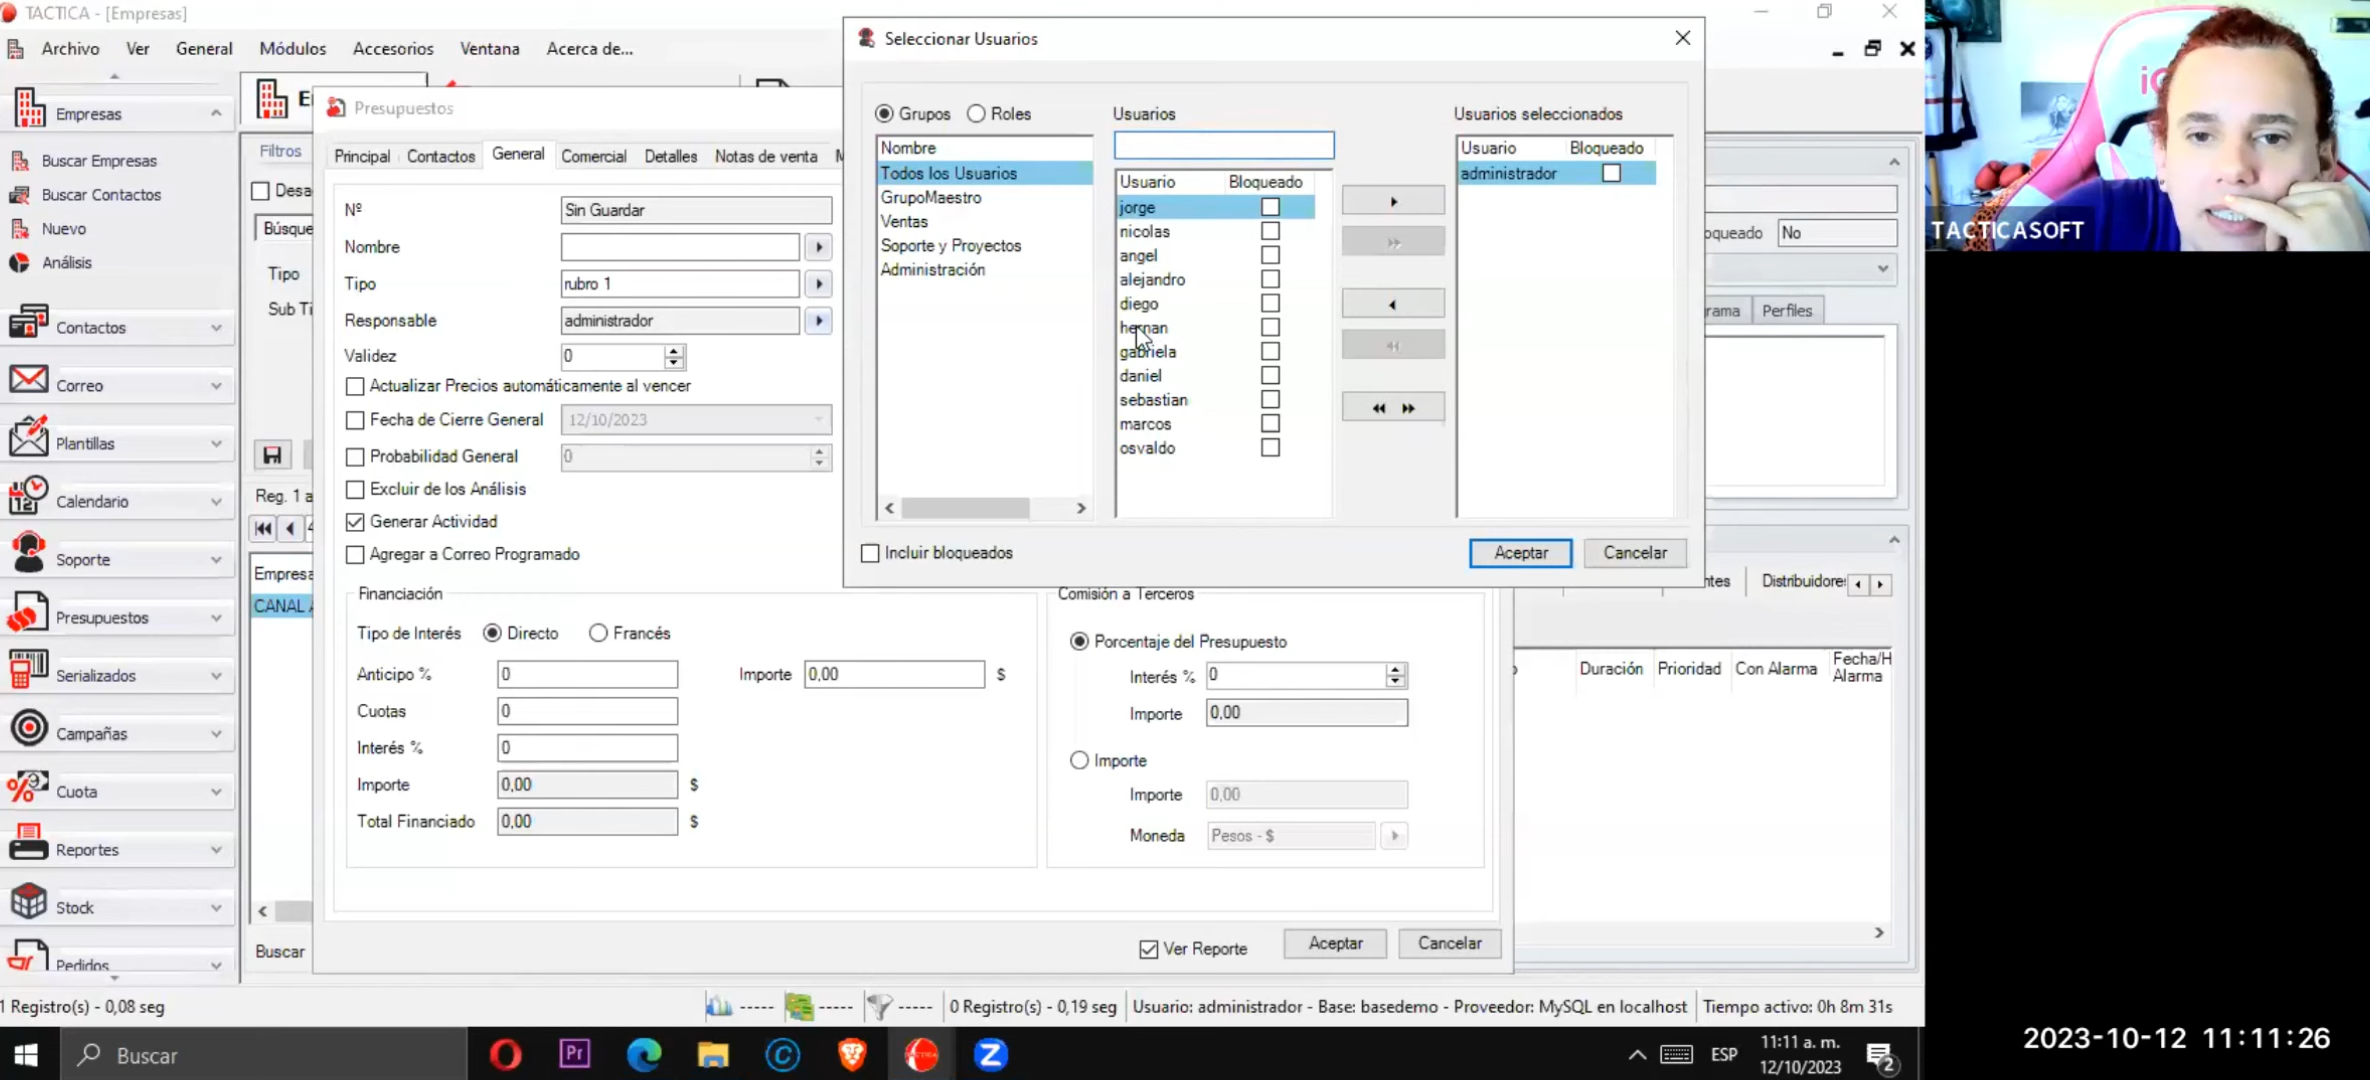 TACTICA - [Empresas]
Archivo Ver General Módulos Accesorios Ventana Acerca de...
Empresas
Buscar Empresas
Buscar Contactos
Nuevo
Análisis
Contactos
Correo
Plantillas
Calendario
Soporte
Presupuestos
Serializados
Campañas
Cuota
Reportes
Stock
Pedidos
Filtros
Tipo
Reg. 1 a
Buscar
Presupuestos
Principal Contactos General Comercial Detalles Notas de venta
Nº Sin Guardar
Nombre
Tipo rubro 1
Responsable administrador
Validez 0
Actualizar Precios automáticamente al vencer
Fecha de Cierre General 12/10/2023
Probabilidad General 0
Excluir de los Análisis
Generar Actividad
Agregar a Correo Programado
Financiación
Tipo de Interés Directo Francés
Anticipo % 0 Importe 0,00 $
Cuotas 0
Interés % 0
Importe 0,00 $
Total Financiado 0,00 $
Comisión a Terceros
Porcentaje del Presupuesto
Interés % 0
Importe 0,00
Importe
Importe 0,00
Moneda Pesos - $
Ver Reporte Aceptar Cancelar
Seleccionar Usuarios
Grupos Roles
Nombre
Todos los Usuarios
GrupoMaestro
Ventas
Soporte y Proyectos
Administración
Usuarios
Usuario Bloqueado
jorge
nicolas
angel
alejandro
diego
hernan
gabriela
daniel
sebastian
marcos
osvaldo
Usuarios seleccionados
Usuario Bloqueado
administrador
Incluir bloqueados
Aceptar Cancelar
No
Perfiles
Duración Prioridad Con Alarma Fecha/H
Alarma
1 Registro(s) - 0,08 seg
----- ----- ----- 0 Registro(s) - 0,19 seg Usuario: administrador - Base: basedemo - Proveedor: MySQL en localhost Tiempo activo: 0h 8m 31s
Buscar
Pr
ESP
11:11 a. m.
12/10/2023
2
TACTICASOFT
2023-10-12 11:11:26